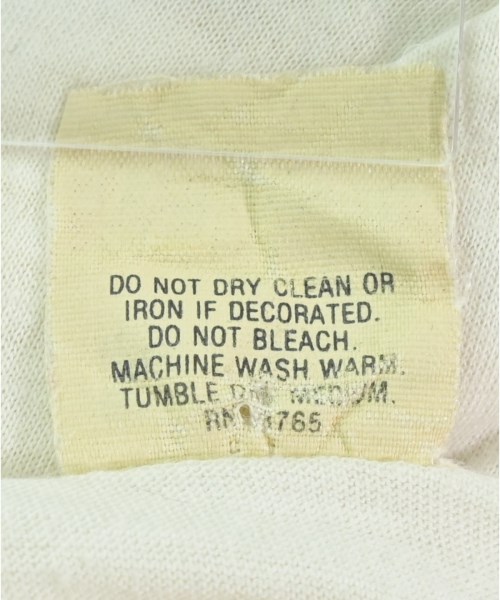 DO NOT DRY CLEAN OR
IRON IF DECORATED.
DO NOT BLEACH.
MACHINE WASH WARM.
TUMBLE MEDIUM.